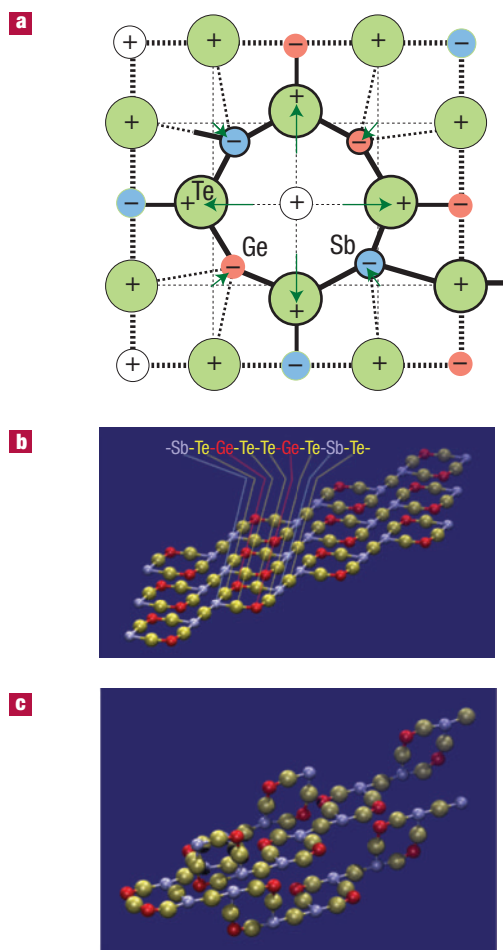 a
+ + − + −
+
+ +
− −
Te
− + + + −
Ge Sb
− −
+ +
+
+ + − + −
b
-Sb-Te-Ge-Te-Te-Ge-Te-Sb-Te-
c